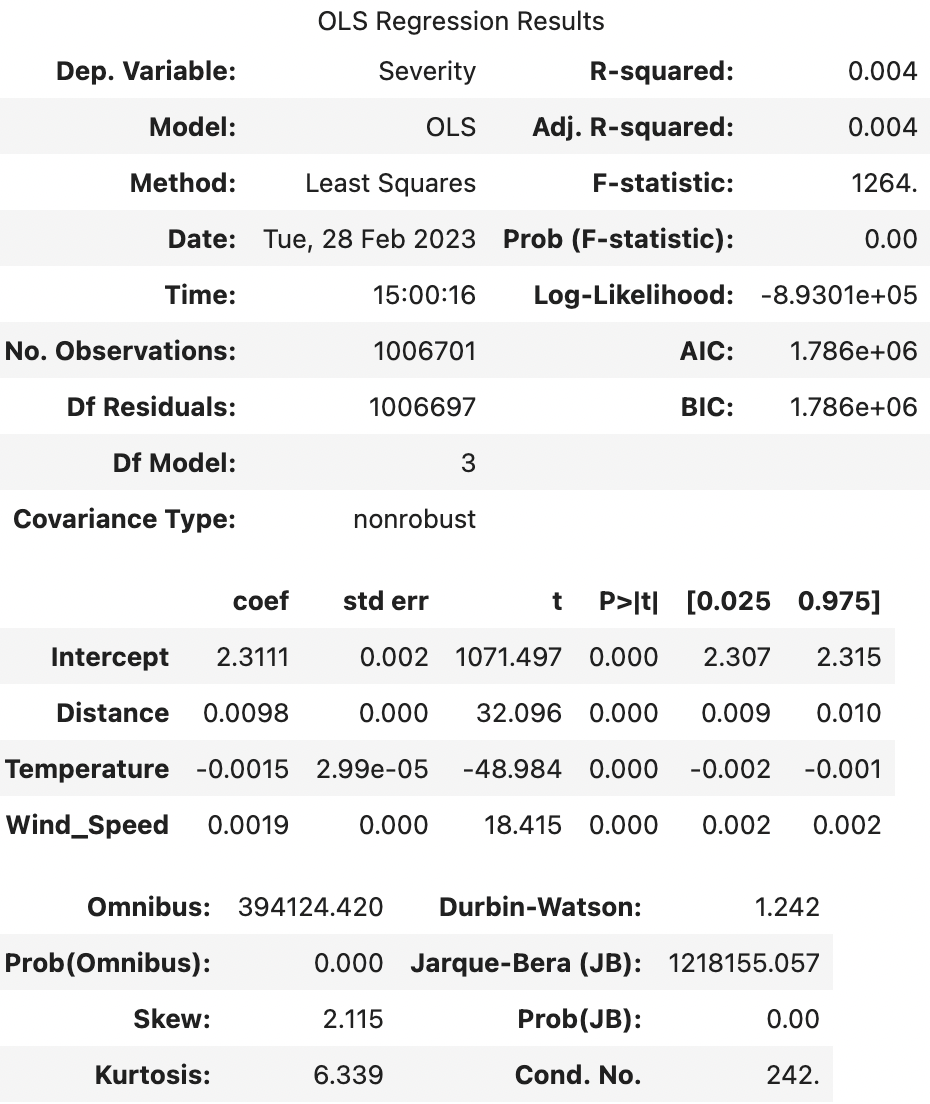 OLS Regression Results
Dep. Variable: Severity R-squared: 0.004
Model: OLS Adj. R-squared: 0.004
Method: Least Squares F-statistic: 1264.
Date: Tue, 28 Feb 2023 Prob (F-statistic): 0.00
Time: 15:00:16 Log-Likelihood: -8.9301e+05
No. Observations: 1006701 AIC: 1.786e+06
Df Residuals: 1006697 BIC: 1.786e+06
Df Model: 3
Covariance Type: nonrobust
coef std err t P>|t| [0.025 0.975]
Intercept 2.3111 0.002 1071.497 0.000 2.307 2.315
Distance 0.0098 0.000 32.096 0.000 0.009 0.010
Temperature -0.0015 2.99e-05 -48.984 0.000 -0.002 -0.001
Wind_Speed 0.0019 0.000 18.415 0.000 0.002 0.002
Omnibus: 394124.420 Durbin-Watson: 1.242
Prob(Omnibus): 0.000 Jarque-Bera (JB): 1218155.057
Skew: 2.115 Prob(JB): 0.00
Kurtosis: 6.339 Cond. No. 242.